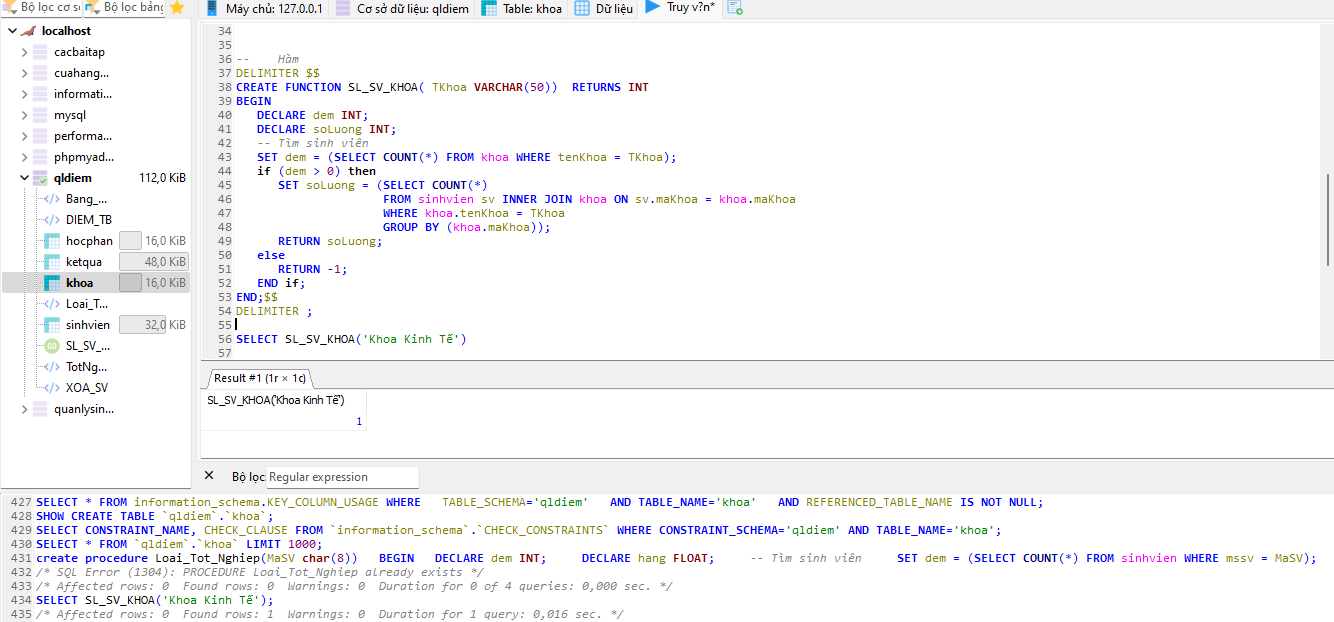 Bộ lọc cơ sở
Bộ lọc bảng
Máy chủ: 127.0.0.1
Cơ sở dữ liệu: qldiem
Table: khoa
Dữ liệu
Truy v?n*
localhost
cacbaitap
cuahang...
informati...
mysql
performa...
phpmyad...
qldiem 112,0 KiB
Bang_...
DIEM_TB
hocphan 16,0 KiB
ketqua 48,0 KiB
khoa 16,0 KiB
Loai_T...
sinhvien 32,0 KiB
SL_SV_...
TotNg...
XOA_SV
quanlysin...
34
35
36 -- Hàm
37 DELIMITER $$
38 CREATE FUNCTION SL_SV_KHOA( TKhoa VARCHAR(50)) RETURNS INT
39 BEGIN
40 DECLARE dem INT;
41 DECLARE soLuong INT;
42 -- Tìm sinh viên
43 SET dem = (SELECT COUNT(*) FROM khoa WHERE tenKhoa = TKhoa);
44 if (dem > 0) then
45 SET soLuong = (SELECT COUNT(*)
46 FROM sinhvien sv INNER JOIN khoa ON sv.maKhoa = khoa.maKhoa
47 WHERE khoa.tenKhoa = TKhoa
48 GROUP BY (khoa.maKhoa));
49 RETURN soLuong;
50 else
51 RETURN -1;
52 END if;
53 END;$$
54 DELIMITER ;
55
56 SELECT SL_SV_KHOA('Khoa Kinh Tế')
57
Result #1 (1r × 1c)
SL_SV_KHOA('Khoa Kinh Tế')
1
Bộ lọc: Regular expression
427 SELECT * FROM information_schema.KEY_COLUMN_USAGE WHERE TABLE_SCHEMA='qldiem' AND TABLE_NAME='khoa' AND REFERENCED_TABLE_NAME IS NOT NULL;
428 SHOW CREATE TABLE `qldiem`.`khoa`;
429 SELECT CONSTRAINT_NAME, CHECK_CLAUSE FROM `information_schema`.`CHECK_CONSTRAINTS` WHERE CONSTRAINT_SCHEMA='qldiem' AND TABLE_NAME='khoa';
430 SELECT * FROM `qldiem`.`khoa` LIMIT 1000;
431 create procedure Loai_Tot_Nghiep(MaSV char(8)) BEGIN DECLARE dem INT; DECLARE hang FLOAT; -- Tìm sinh viên SET dem = (SELECT COUNT(*) FROM sinhvien WHERE mssv = MaSV);
432 /* SQL Error (1304): PROCEDURE Loai_Tot_Nghiep already exists */
433 /* Affected rows: 0 Found rows: 0 Warnings: 0 Duration for 0 of 4 queries: 0,000 sec. */
434 SELECT SL_SV_KHOA('Khoa Kinh Tế');
435 /* Affected rows: 0 Found rows: 1 Warnings: 0 Duration for 1 query: 0,016 sec. */